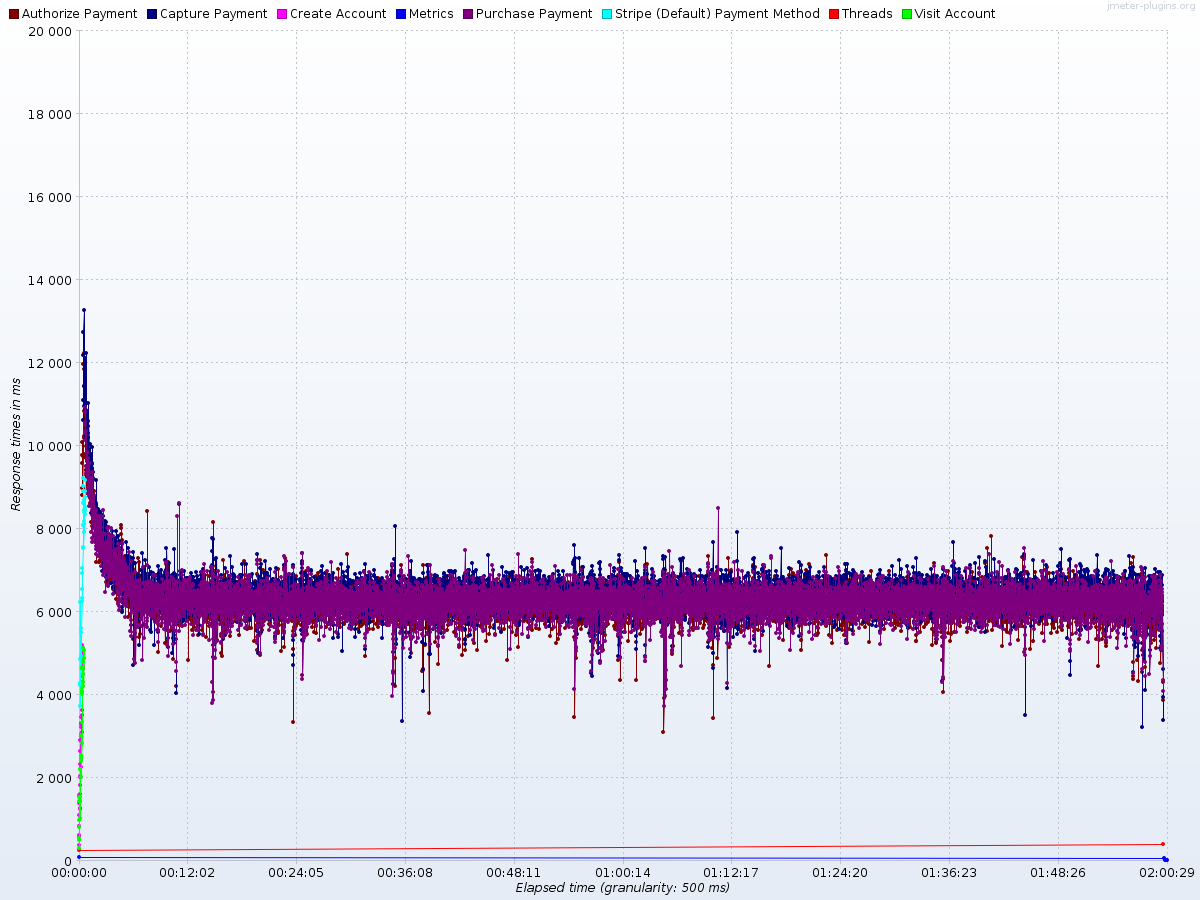 Authorize Payment Capture Payment Create Account Metrics Purchase Payment Stripe (Default) Payment Method Threads Visit Account
jmeter-plugins.org
20 000
18 000
16 000
14 000
12 000
10 000
8 000
6 000
4 000
2 000
0
Response times in ms
00:00:00 00:12:02 00:24:05 00:36:08 00:48:11 01:00:14 01:12:17 01:24:20 01:36:23 01:48:26 02:00:29
Elapsed time (granularity: 500 ms)